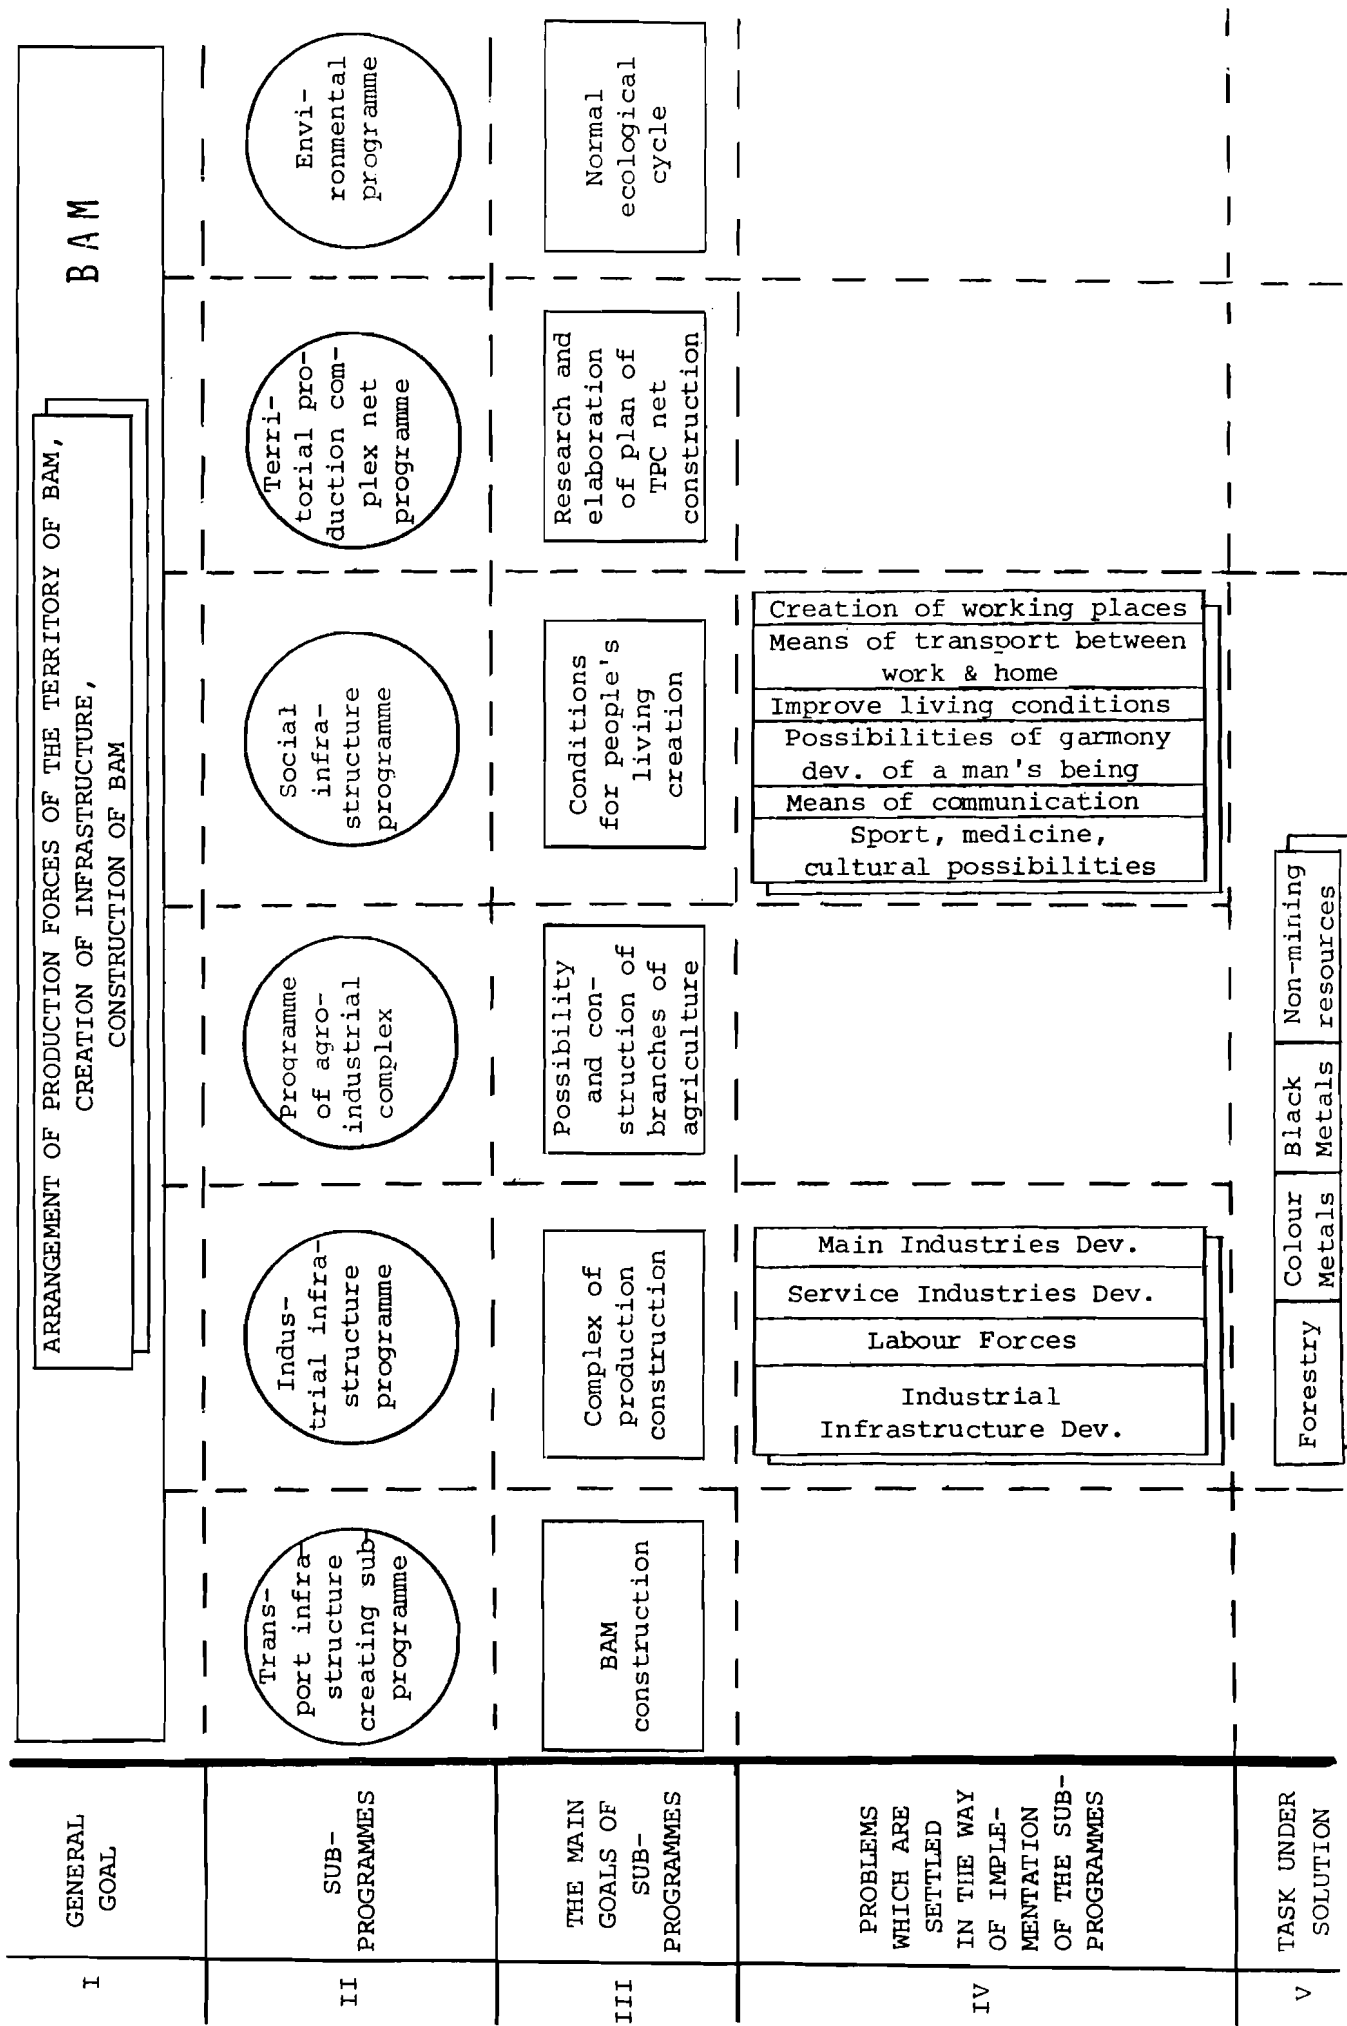 I
GENERAL
GOAL
ARRANGEMENT OF PRODUCTION FORCES OF THE TERRITORY OF BAM,
CREATION OF INFRASTRUCTURE,
CONSTRUCTION OF BAM
BAM
II
SUB-
PROGRAMMES
Trans-
port infra-
structure
creating sub-
programme
Indus-
trial infra-
structure
programme
Programme
of agro-
industrial
complex
Social
infra-
structure
programme
Terri-
torial pro-
duction com-
plex net
programme
Envi-
ronmental
programme
III
THE MAIN
GOALS OF
SUB-
PROGRAMMES
BAM
construction
Complex of
production
construction
Possibility
and con-
struction of
branches of
agriculture
Conditions
for people's
living
creation
Research and
elaboration
of plan of
TPC net
construction
Normal
ecological
cycle
IV
PROBLEMS
WHICH ARE
SETTLED
IN THE WAY
OF IMPLE-
MENTATION
OF THE SUB-
PROGRAMMES
Main Industries Dev.
Service Industries Dev.
Labour Forces
Industrial
Infrastructure Dev.
Creation of working places
Means of transport between
work & home
Improve living conditions
Possibilities of garmony
dev. of a man's being
Means of communication
Sport, medicine,
cultural possibilities
V
TASK UNDER
SOLUTION
Forestry
Colour
Metals
Black
Metals
Non-mining
resources